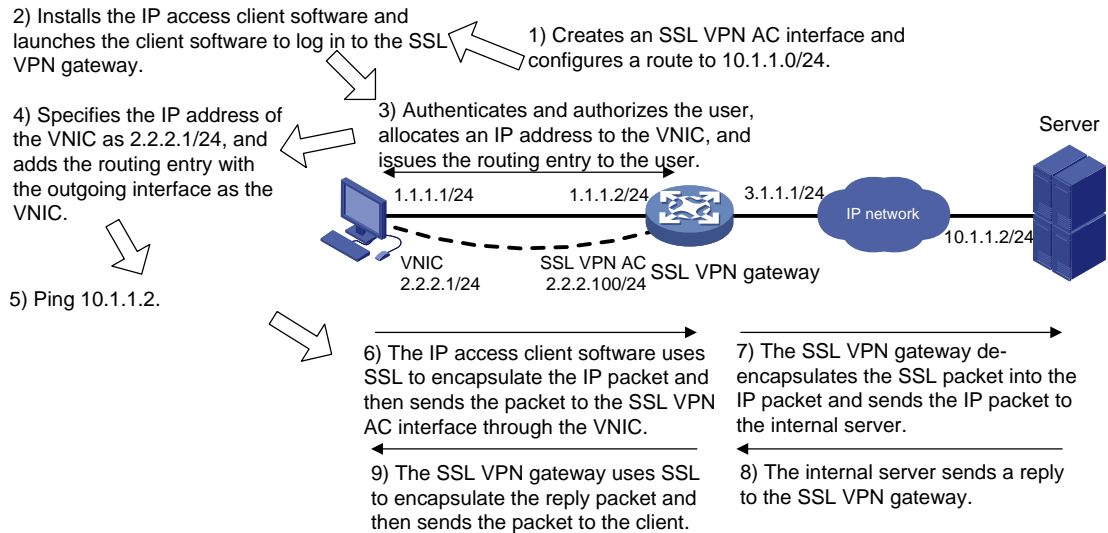 2) Installs the IP access client software and
launches the client software to log in to the SSL
VPN gateway.
1) Creates an SSL VPN AC interface and
configures a route to 10.1.1.0/24.
3) Authenticates and authorizes the user,
allocates an IP address to the VNIC, and
issues the routing entry to the user.
4) Specifies the IP address of
the VNIC as 2.2.2.1/24, and
adds the routing entry with
the outgoing interface as the
VNIC.
Server
1.1.1.1/24
1.1.1.2/24
3.1.1.1/24
IP network
10.1.1.2/24
VNIC
2.2.2.1/24
SSL VPN AC
2.2.2.100/24
SSL VPN gateway
5) Ping 10.1.1.2.
6) The IP access client software uses
SSL to encapsulate the IP packet and
then sends the packet to the SSL VPN
AC interface through the VNIC.
7) The SSL VPN gateway de-
encapsulates the SSL packet into the
IP packet and sends the IP packet to
the internal server.
9) The SSL VPN gateway uses SSL
to encapsulate the reply packet and
then sends the packet to the client.
8) The internal server sends a reply
to the SSL VPN gateway.